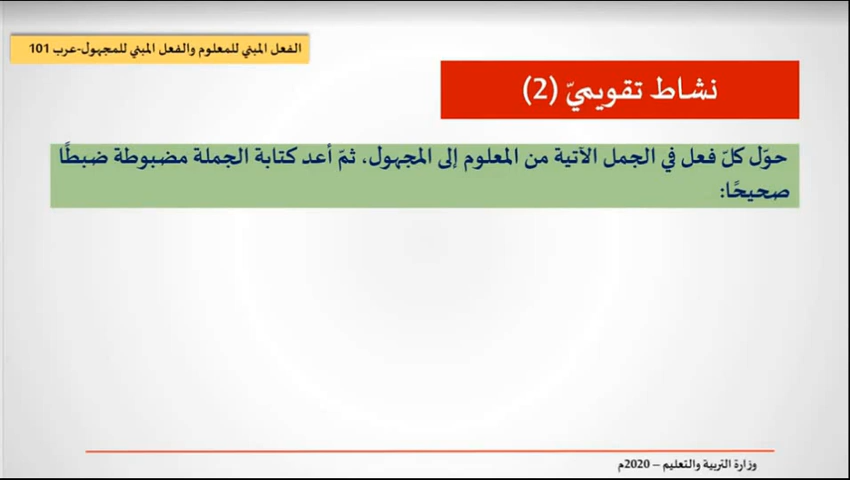 الفعل المبني للمعلوم والفعل المبني للمجهول-عرب 101
نشاط تقويميّ (2)
حوّل كلّ فعل في الجمل الآتية من المعلوم إلى المجهول، ثمّ أعد كتابة الجملة مضبوطة ضبطًا
صحيحًا:
وزارة التربية والتعليم – 2020م